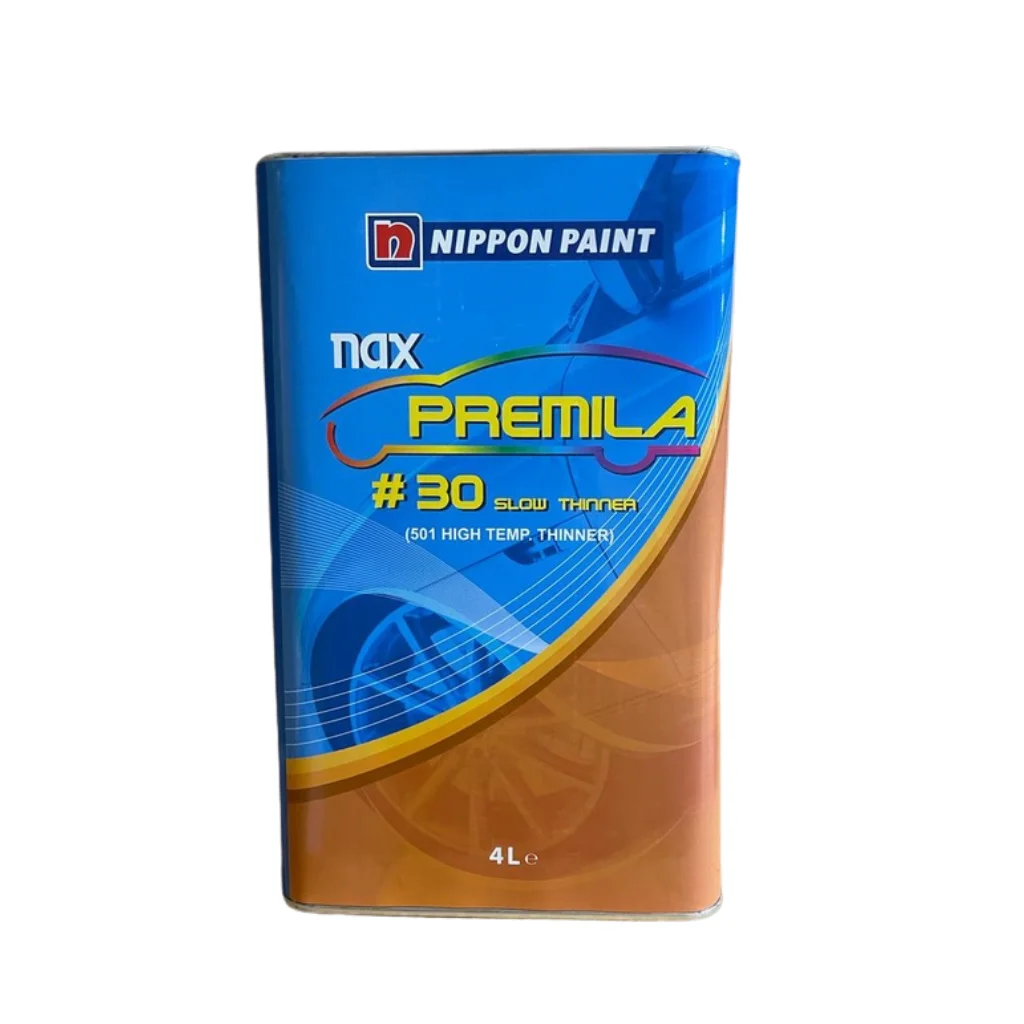 n NIPPON PAINT
nax
PREMILA
# 30 SLOW THINNER
(501 HIGH TEMP. THINNER)
4L ℮